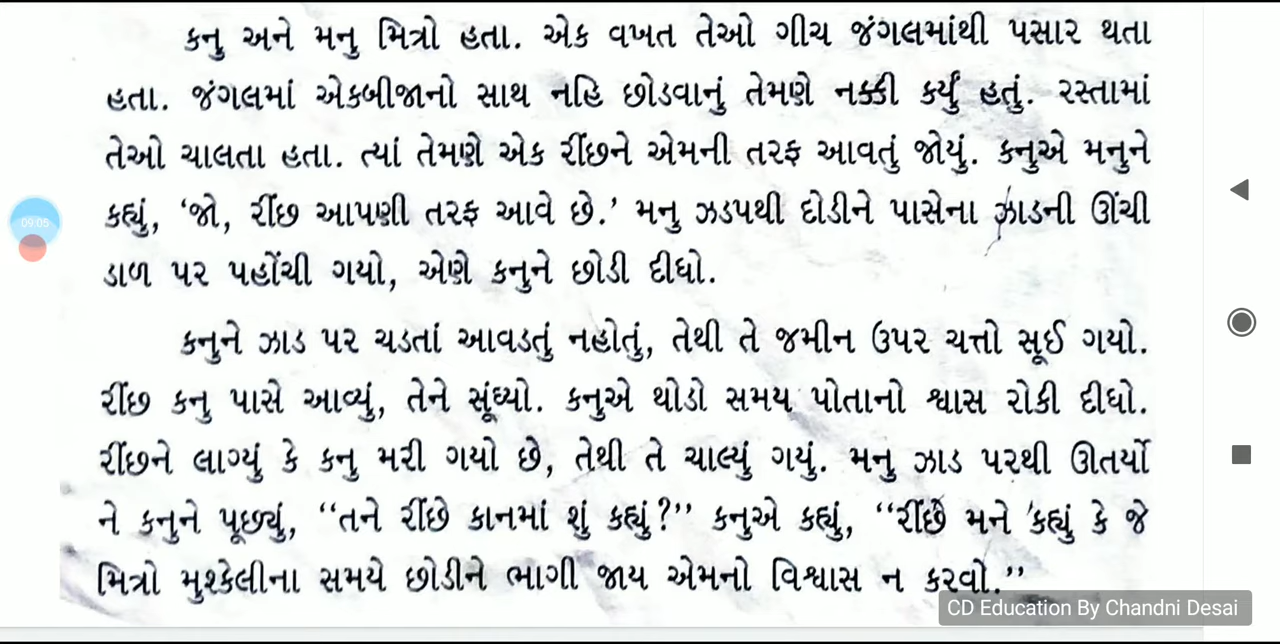 કનુ અને મનુ મિત્રો હતા. એક વખત તેઓ ગીચ જંગલમાંથી પસાર થતા
હતા. જંગલમાં એકબીજાનો સાથ નહિ છોડવાનું તેમણે નક્કી કર્યું હતું. રસ્તામાં
તેઓ ચાલતા હતા. ત્યાં તેમણે એક રીંછને એમની તરફ આવતું જોયું. કનુએ મનુને
કહ્યું, ‘જો, રીંછ આપણી તરફ આવે છે.’ મનુ ઝડપથી દોડીને પાસેના ઝાડની ઊંચી
ડાળ પર પહોંચી ગયો, એણે કનુને છોડી દીધો.
કનુને ઝાડ પર ચડતાં આવડતું નહોતું, તેથી તે જમીન ઉપર ચત્તો સૂઈ ગયો.
રીંછ કનુ પાસે આવ્યું, તેને સૂંઘ્યો. કનુએ થોડો સમય પોતાનો શ્વાસ રોકી દીધો.
રીંછને લાગ્યું કે કનુ મરી ગયો છે, તેથી તે ચાલ્યું ગયું. મનુ ઝાડ પરથી ઊતર્યો
ને કનુને પૂછ્યું, “તને રીંછે કાનમાં શું કહ્યું?” કનુએ કહ્યું, “રીંછે મને કહ્યું કે જે
મિત્રો મુશ્કેલીના સમયે છોડીને ભાગી જાય એમનો વિશ્વાસ ન કરવો.”
09:05
CD Education By Chandni Desai